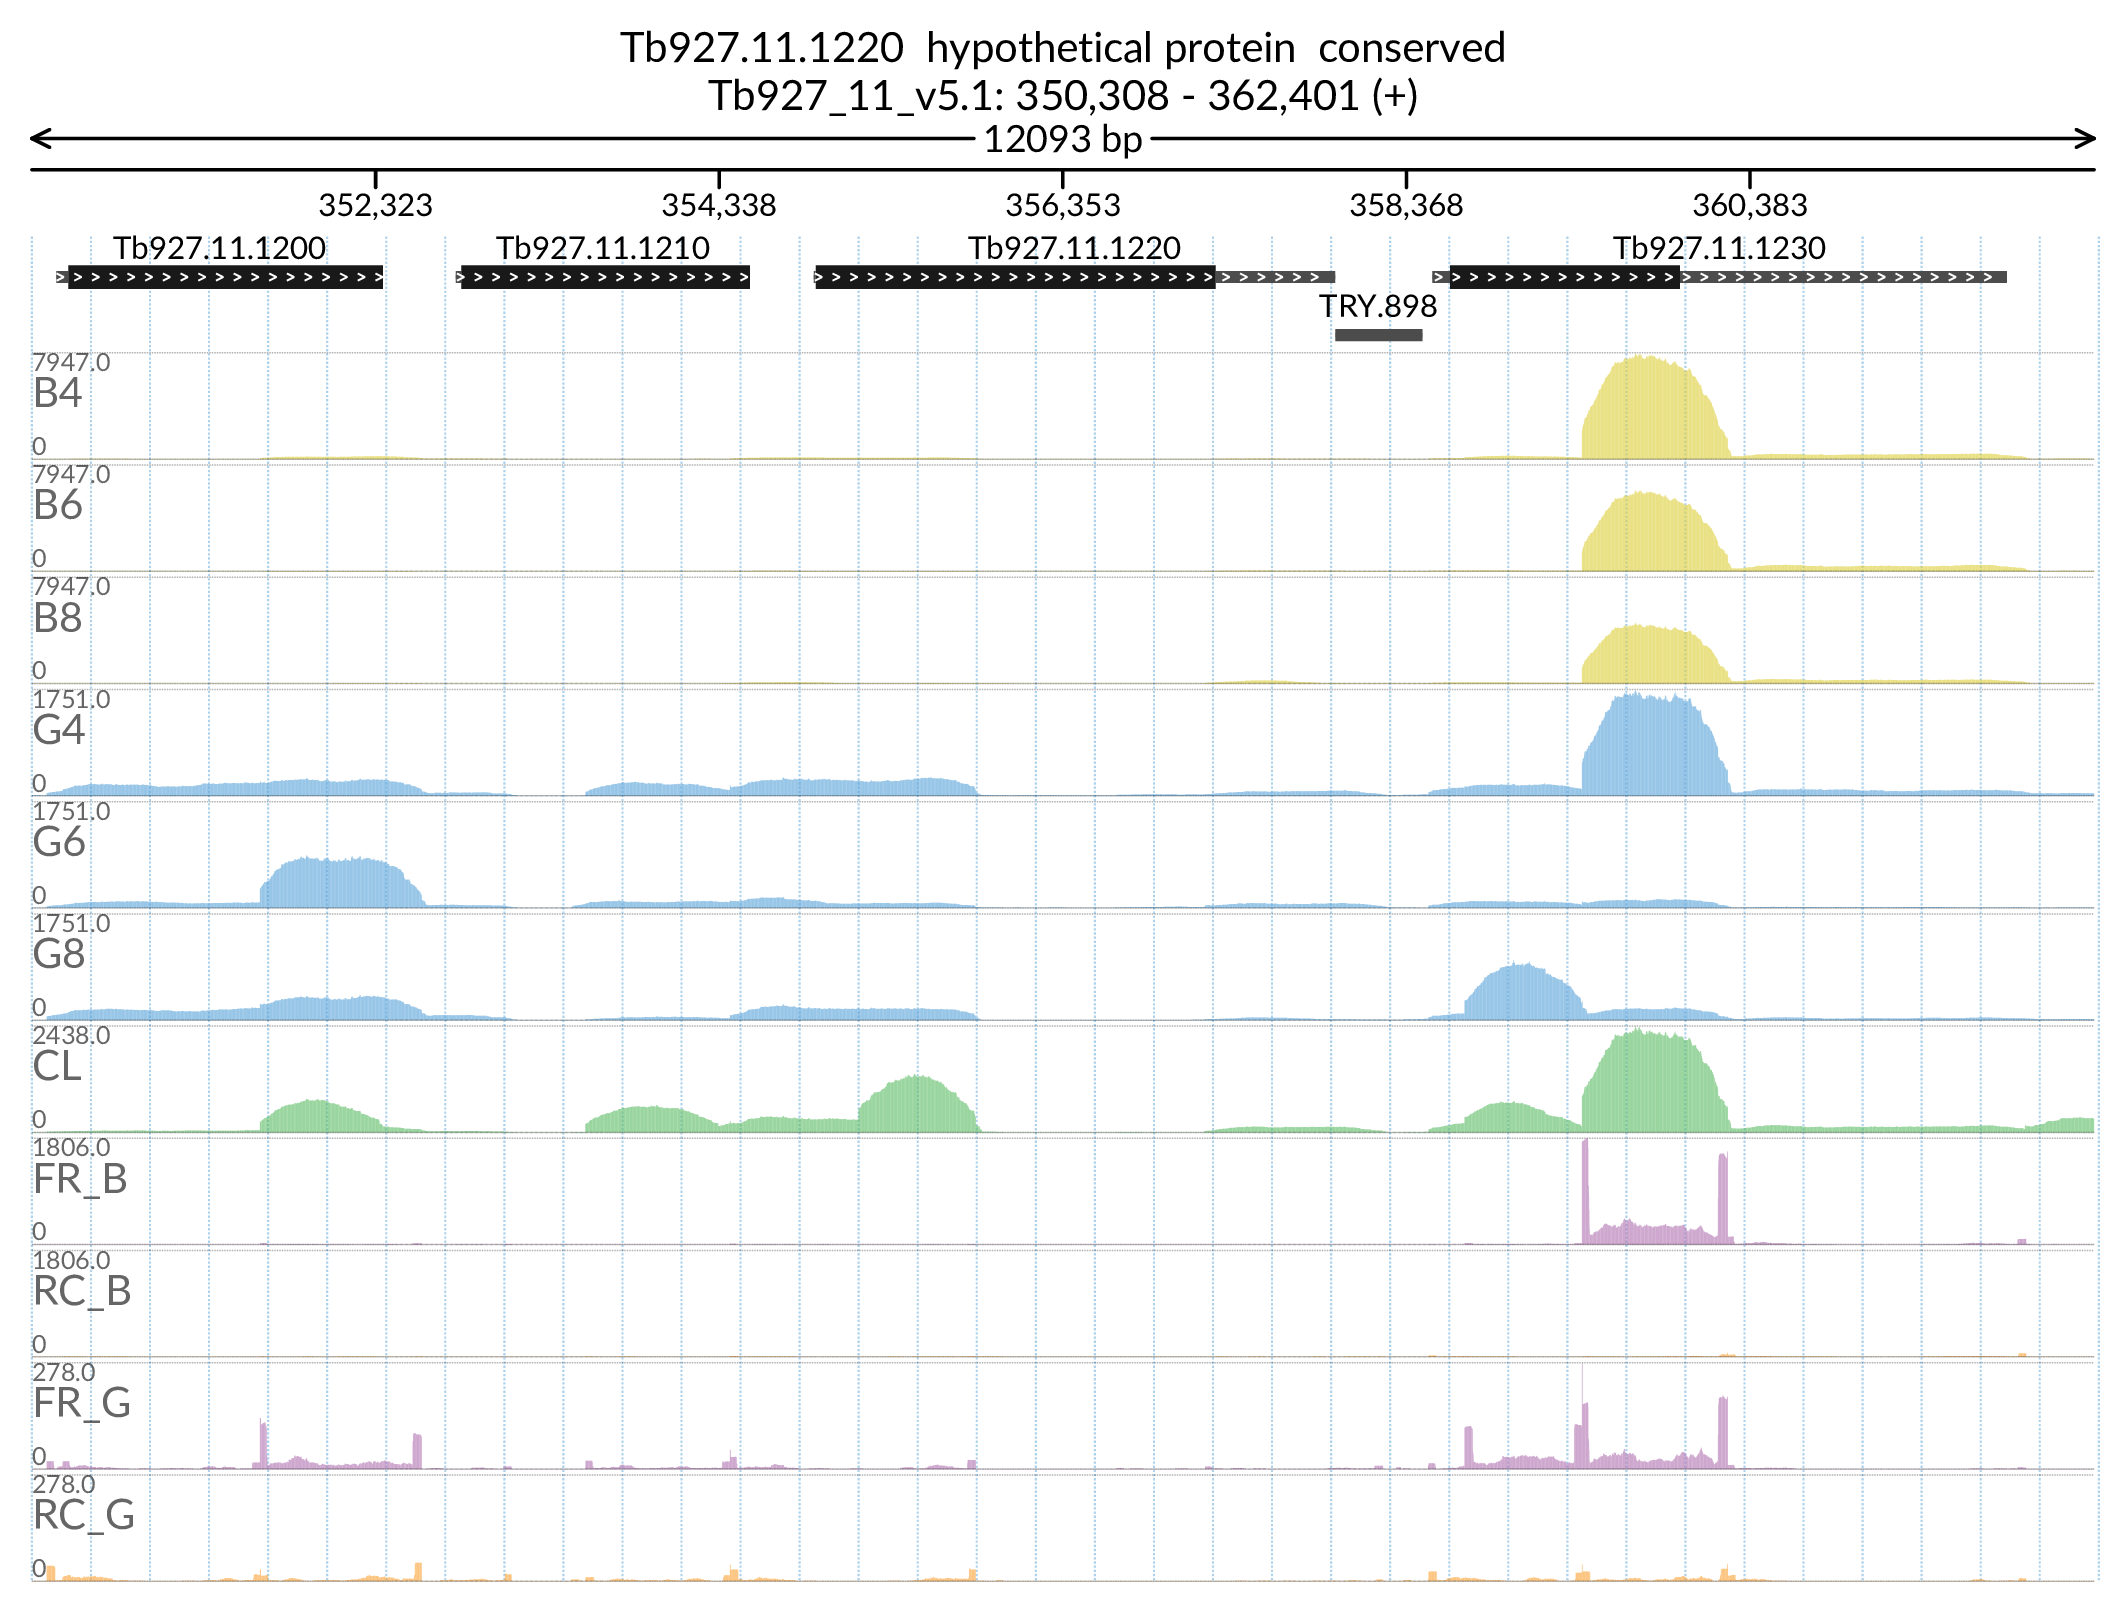 Tb927.11.1220  hypothetical protein  conserved
Tb927_11_v5.1: 350,308 - 362,401 (+)
12093 bp
352,323 354,338 356,353 358,368 360,383
Tb927.11.1200 Tb927.11.1210 Tb927.11.1220 Tb927.11.1230
TRY.898
7947.0
B4
0
7947.0
B6
0
7947.0
B8
0
1751.0
G4
0
1751.0
G6
0
1751.0
G8
0
2438.0
CL
0
1806.0
FR_B
0
1806.0
RC_B
0
278.0
FR_G
0
278.0
RC_G
0